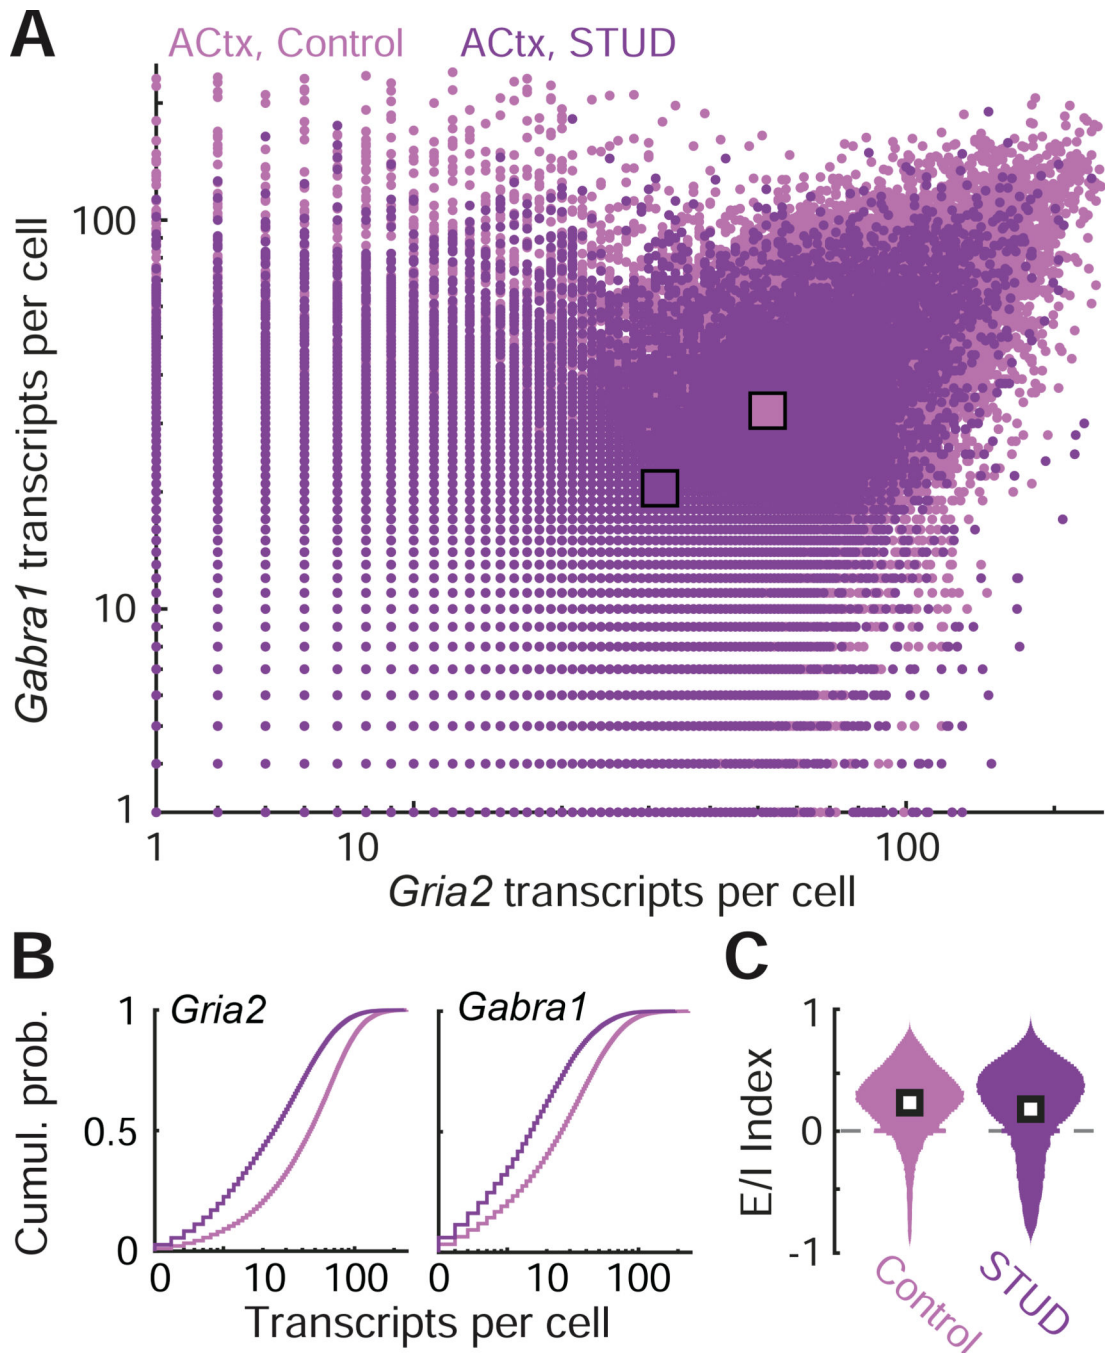 A
ACtx, Control ACtx, STUD
Gabra1 transcripts per cell
100
10
1
1 10 100
Gria2 transcripts per cell
B
Cumul. prob.
1
0.5
0
Gria2
Gabra1
0 10 100
0 10 100
Transcripts per cell
C
E/I Index
1
0
-1
Control
STUD